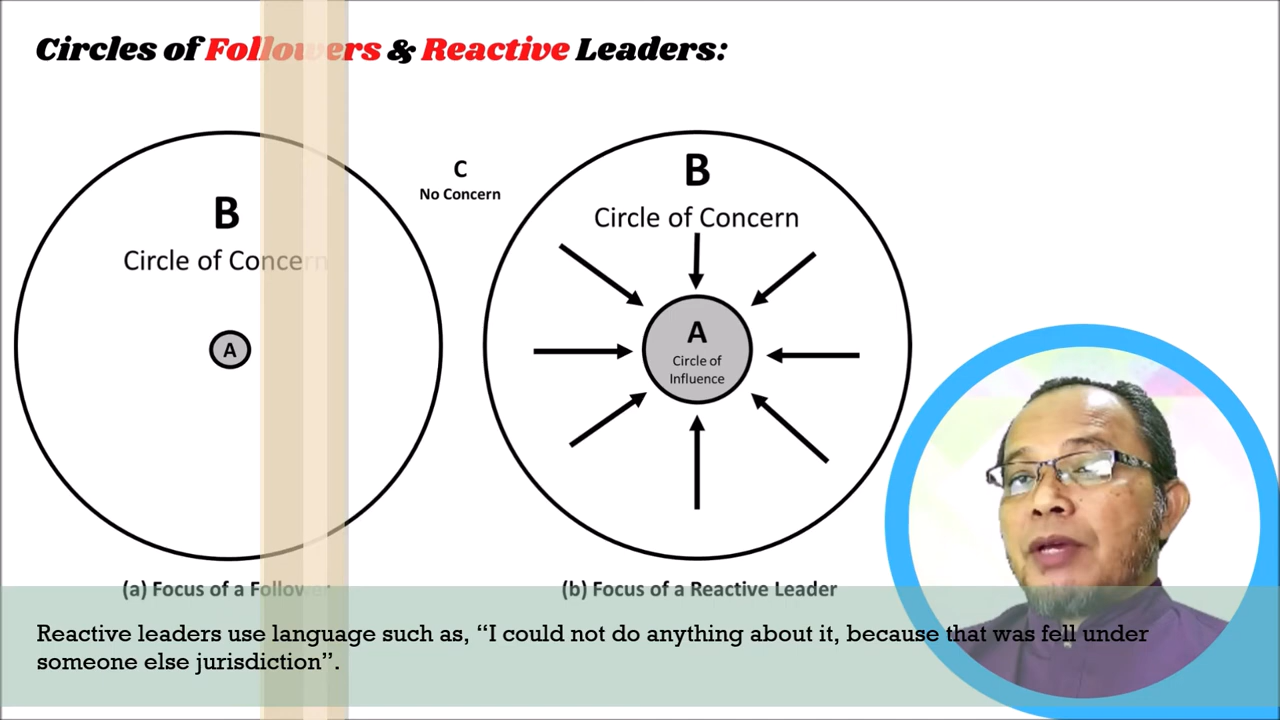 Circles of Followers & Reactive Leaders:
B
Circle of Concern
A
(a) Focus of a Follower
C
No Concern
B
Circle of Concern
A
Circle of
Influence
(b) Focus of a Reactive Leader
Reactive leaders use language such as, “I could not do anything about it, because that was fell under
someone else jurisdiction”.